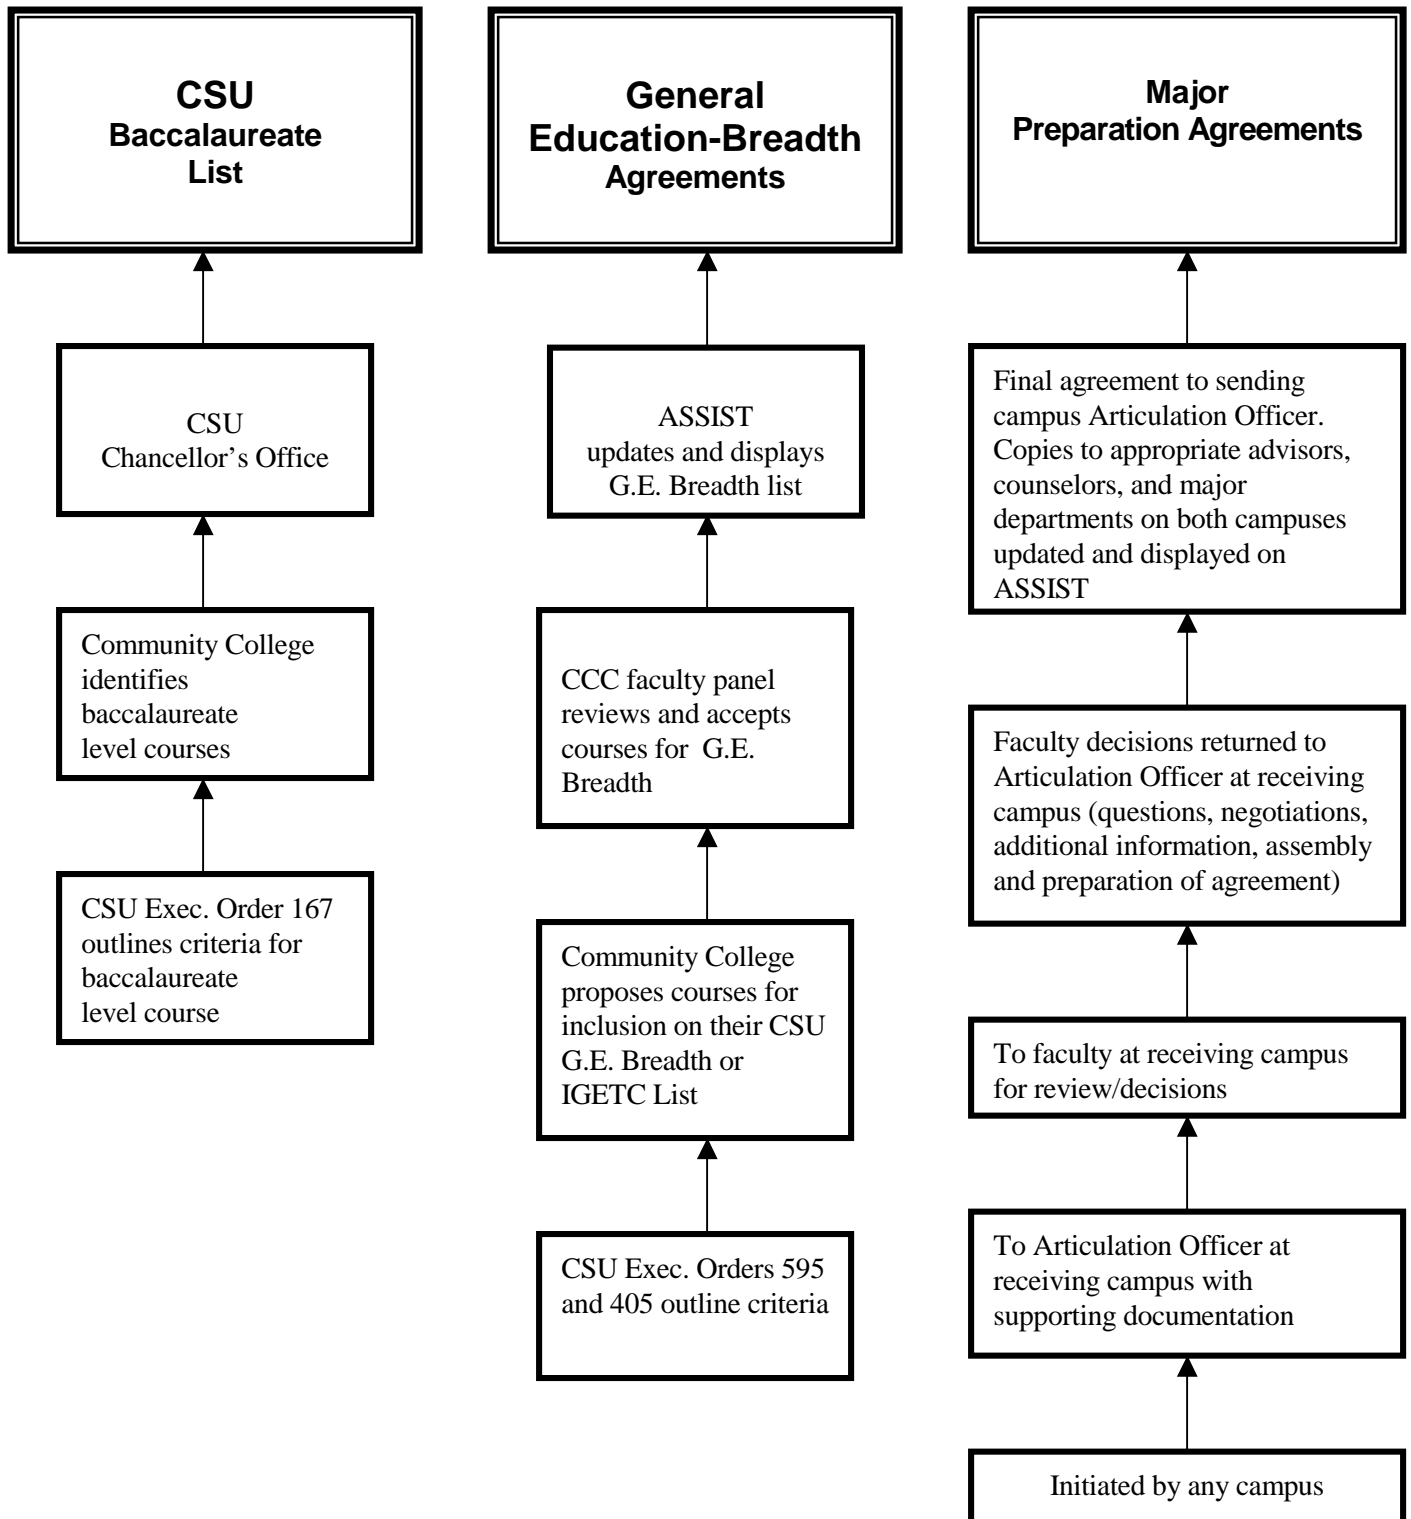 CSU
Baccalaureate
List
CSU
Chancellor's Office
Community College
identifies
baccalaureate
level courses
CSU Exec. Order 167
outlines criteria for
baccalaureate
level course
General
Education-Breadth
Agreements
ASSIST
updates and displays
G.E. Breadth list
CCC faculty panel
reviews and accepts
courses for  G.E.
Breadth
Community College
proposes courses for
inclusion on their CSU
G.E. Breadth or
IGETC List
CSU Exec. Orders 595
and 405 outline criteria
Major
Preparation Agreements
Final agreement to sending
campus Articulation Officer.
Copies to appropriate advisors,
counselors, and major
departments on both campuses
updated and displayed on
ASSIST
Faculty decisions returned to
Articulation Officer at receiving
campus (questions, negotiations,
additional information, assembly
and preparation of agreement)
To faculty at receiving campus
for review/decisions
To Articulation Officer at
receiving campus with
supporting documentation
Initiated by any campus